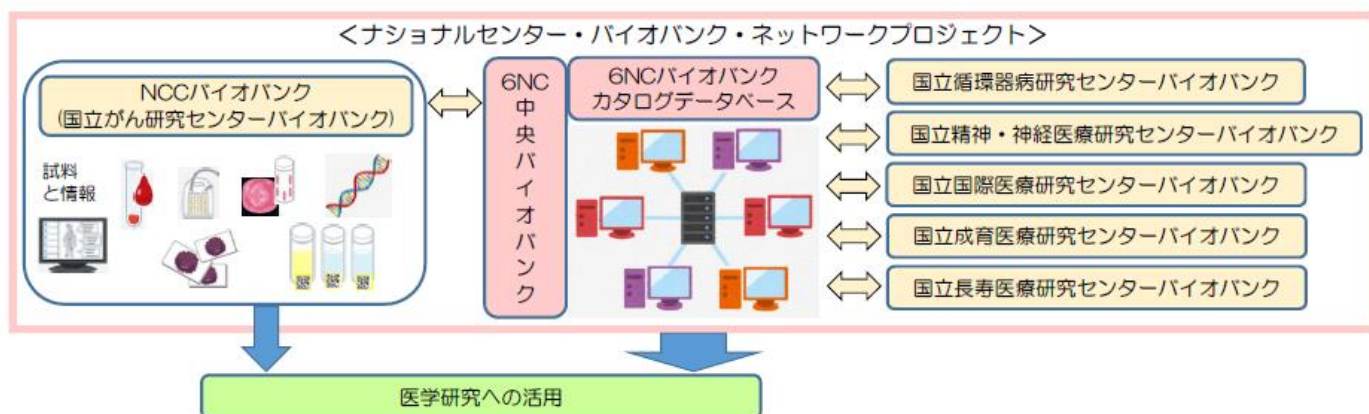 ＜ナショナルセンター・バイオバンク・ネットワークプロジェクト＞
NCCバイオバンク
(国立がん研究センターバイオバンク)
試料
と情報
6NC
中
央
バ
イ
オ
バ
ン
ク
6NCバイオバンク
カタログデータベース
国立循環器病研究センターバイオバンク
国立精神・神経医療研究センターバイオバンク
国立国際医療研究センターバイオバンク
国立成育医療研究センターバイオバンク
国立長寿医療研究センターバイオバンク
医学研究への活用